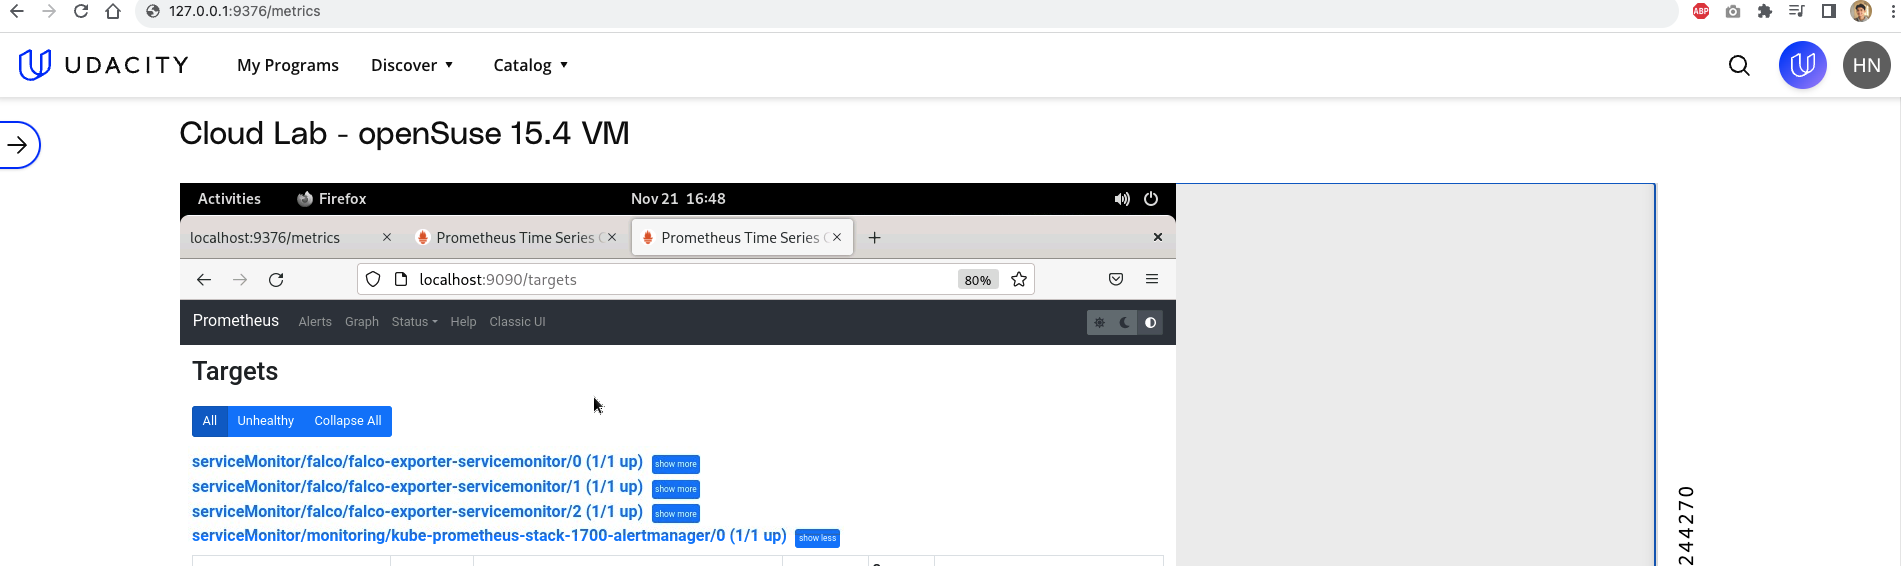 127.0.0.1:9376/metrics
ABP
UDACITY My Programs Discover Catalog HN
Cloud Lab - openSuse 15.4 VM
Activities Firefox Nov 21 16:48
localhost:9376/metrics Prometheus Time Series Prometheus Time Series
localhost:9090/targets 80%
Prometheus Alerts Graph Status Help Classic UI
Targets
All Unhealthy Collapse All
serviceMonitor/falco/falco-exporter-servicemonitor/0 (1/1 up) show more
serviceMonitor/falco/falco-exporter-servicemonitor/1 (1/1 up) show more
serviceMonitor/falco/falco-exporter-servicemonitor/2 (1/1 up) show more
serviceMonitor/monitoring/kube-prometheus-stack-1700-alertmanager/0 (1/1 up) show less
244270